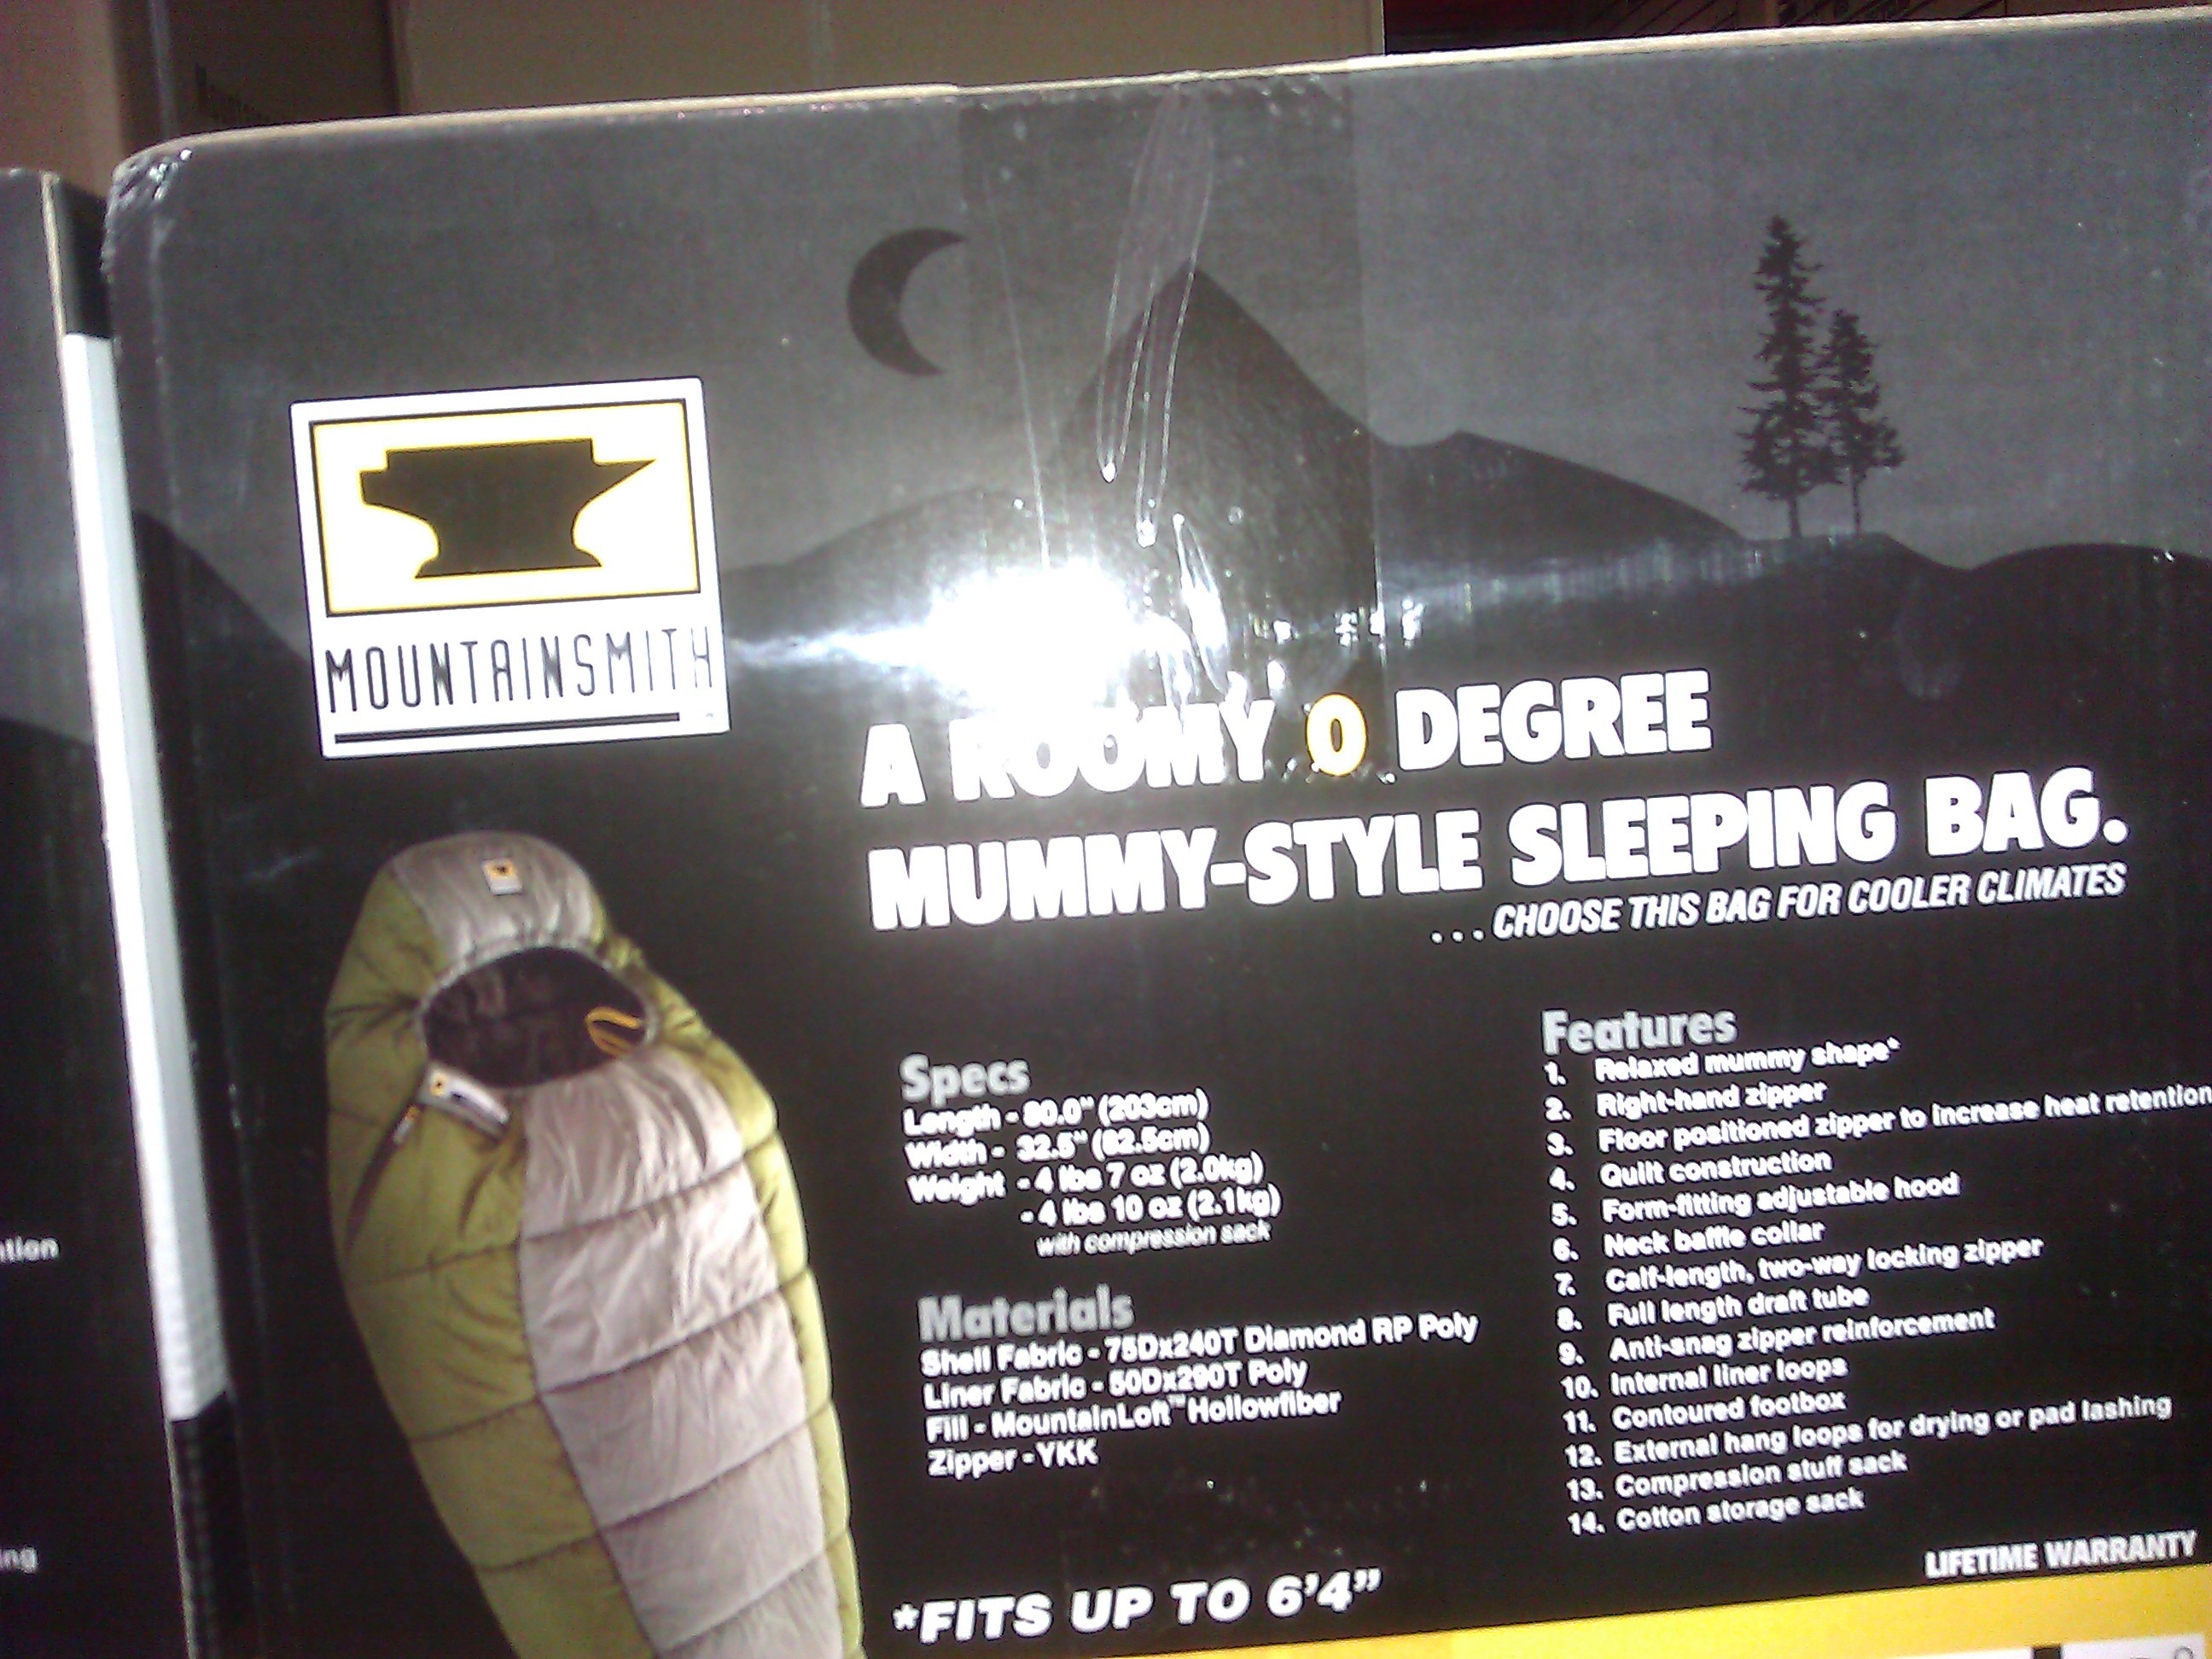 MOUNTAINSMITH
A ROOMY 0 DEGREE
MUMMY-STYLE SLEEPING BAG.
...CHOOSE THIS BAG FOR COOLER CLIMATES
Specs
Length - 80.0" (203cm)
Width - 32.5" (82.5cm)
Weight - 4 lbs 7 oz (2.0kg)
- 4 lbs 10 oz (2.1kg)
with compression sack
Materials
Shell Fabric - 75Dx240T Diamond RP Poly
Liner Fabric - 50Dx290T Poly
Fill - MountainLoft™ Hollowfiber
Zipper - YKK
*FITS UP TO 6'4”
Features
1. Relaxed mummy shape*
2. Right-hand zipper
3. Floor positioned zipper to increase heat retention
4. Quilt construction
5. Form-fitting adjustable hood
6. Neck baffle collar
7. Calf-length, two-way locking zipper
8. Full length draft tube
9. Anti-snag zipper reinforcement
10. Internal liner loops
11. Contoured footbox
12. External hang loops for drying or pad lashing
13. Compression stuff sack
14. Cotton storage sack
LIFETIME WARRANTY